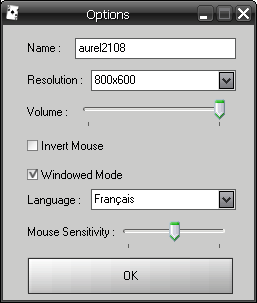 Options
Name : aurel2108
Resolution : 800x600
Volume :
Invert Mouse
Windowed Mode
Language : Français
Mouse Sensitivity :
OK